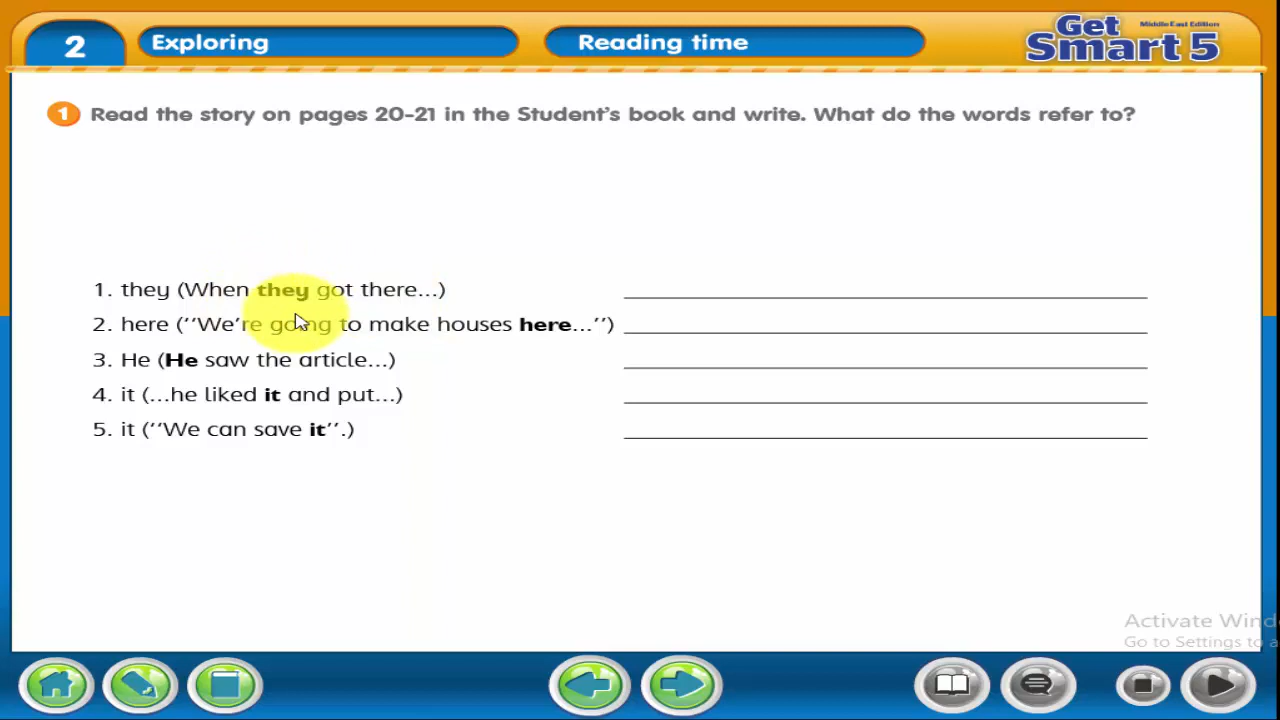 2
Exploring
Reading time
Get
Middle East Edition
Smart 5
1 Read the story on pages 20-21 in the Student's book and write. What do the words refer to?
1. they (When they got there...)
2. here (''We're going to make houses here...'')
3. He (He saw the article...)
4. it (...he liked it and put...)
5. it (''We can save it''.)
Activate Wind
Go to Settings to a